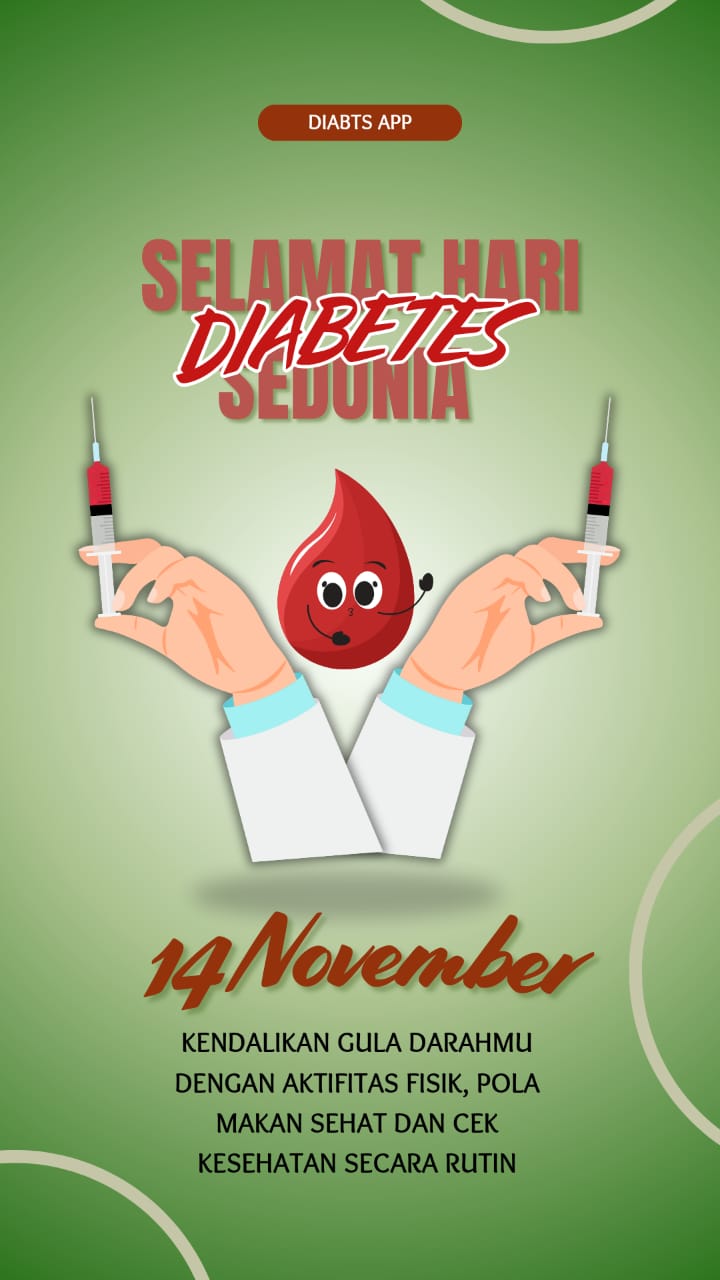 DIABTS APP
SELAMAT HARI
DIABETES
SEDUNIA
14 November
KENDALIKAN GULA DARAHMU
DENGAN AKTIFITAS FISIK, POLA
MAKAN SEHAT DAN CEK
KESEHATAN SECARA RUTIN